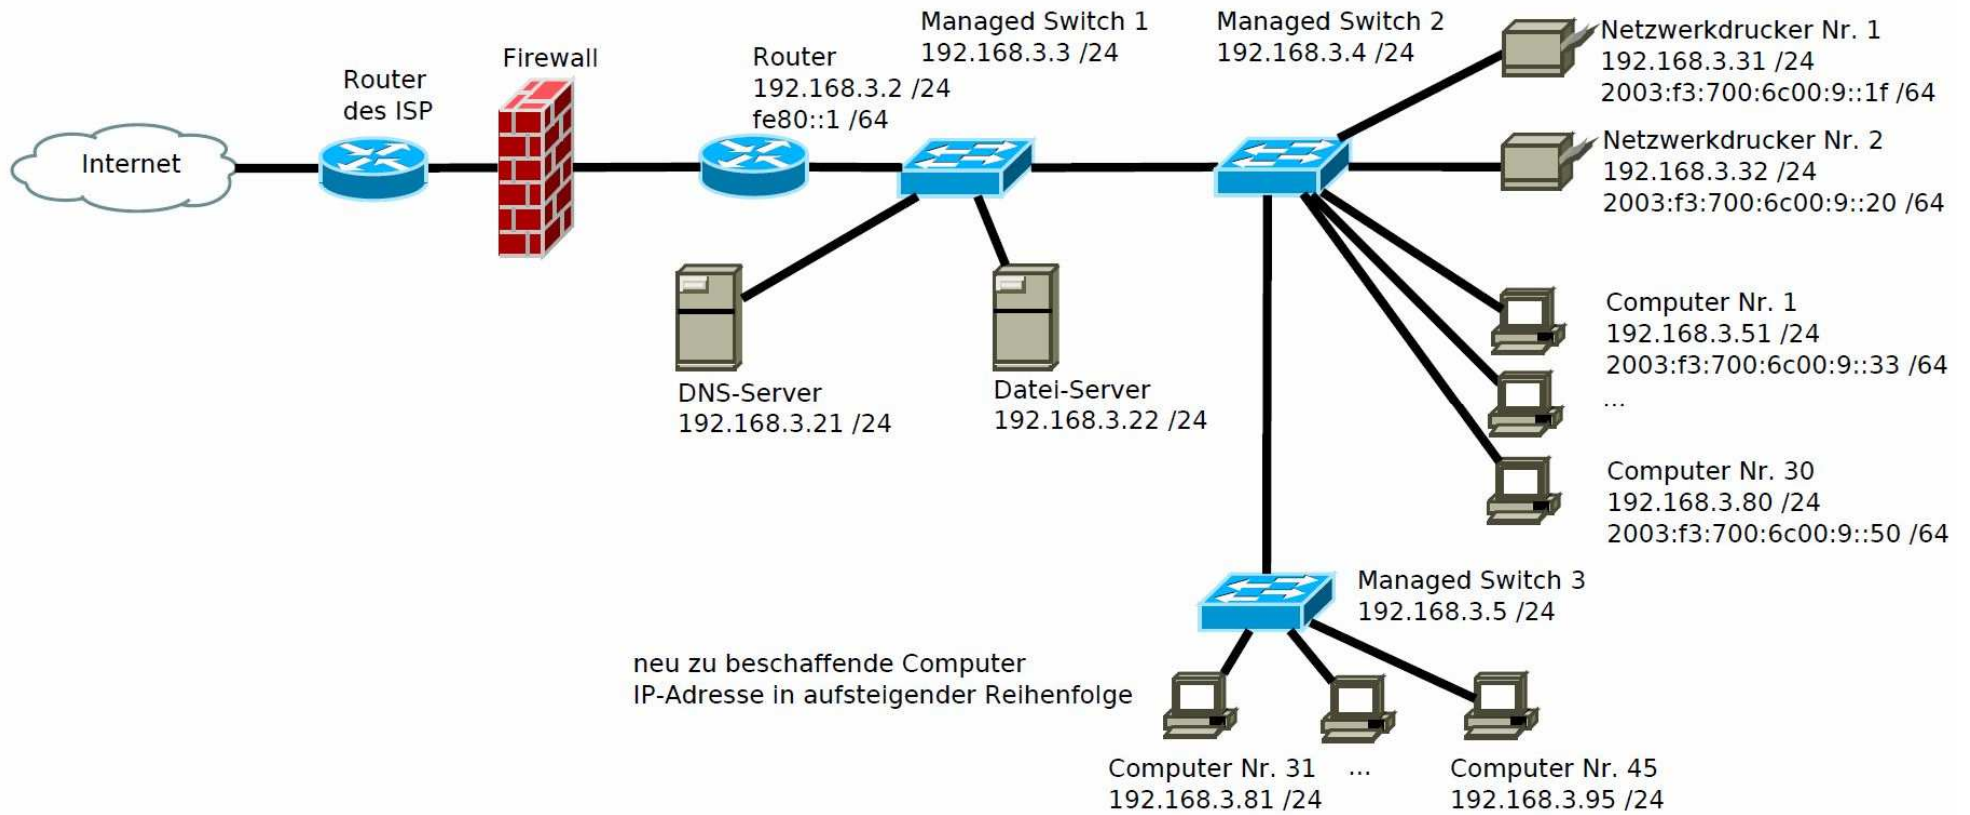 Internet
Router
des ISP
Firewall
Router
192.168.3.2 /24
fe80::1 /64
Managed Switch 1
192.168.3.3 /24
Managed Switch 2
192.168.3.4 /24
Netzwerkdrucker Nr. 1
192.168.3.31 /24
2003:f3:700:6c00:9::1f /64
Netzwerkdrucker Nr. 2
192.168.3.32 /24
2003:f3:700:6c00:9::20 /64
DNS-Server
192.168.3.21 /24
Datei-Server
192.168.3.22 /24
Computer Nr. 1
192.168.3.51 /24
2003:f3:700:6c00:9::33 /64
...
Computer Nr. 30
192.168.3.80 /24
2003:f3:700:6c00:9::50 /64
Managed Switch 3
192.168.3.5 /24
neu zu beschaffende Computer
IP-Adresse in aufsteigender Reihenfolge
Computer Nr. 31
192.168.3.81 /24
...
Computer Nr. 45
192.168.3.95 /24